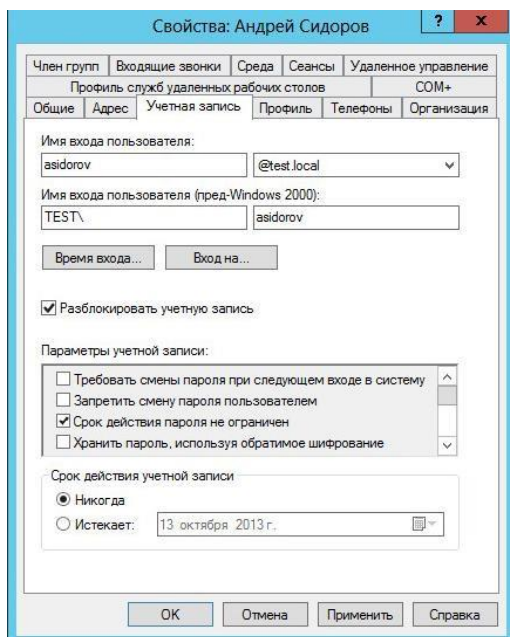 Свойства: Андрей Сидоров
?
x
Член групп Входящие звонки Среда Сеансы Удаленное управление
Профиль служб удаленных рабочих столов COM+
Общие Адрес Учетная запись Профиль Телефоны Организация
Имя входа пользователя:
asidorov @test.local
Имя входа пользователя (пред-Windows 2000):
TEST\ asidorov
Время входа... Вход на...
Разблокировать учетную запись
Параметры учетной записи:
Требовать смены пароля при следующем входе в систему
Запретить смену пароля пользователем
Срок действия пароля не ограничен
Хранить пароль, используя обратимое шифрование
Срок действия учетной записи
Никогда
Истекает: 13 октября 2013 г.
OK Отмена Применить Справка